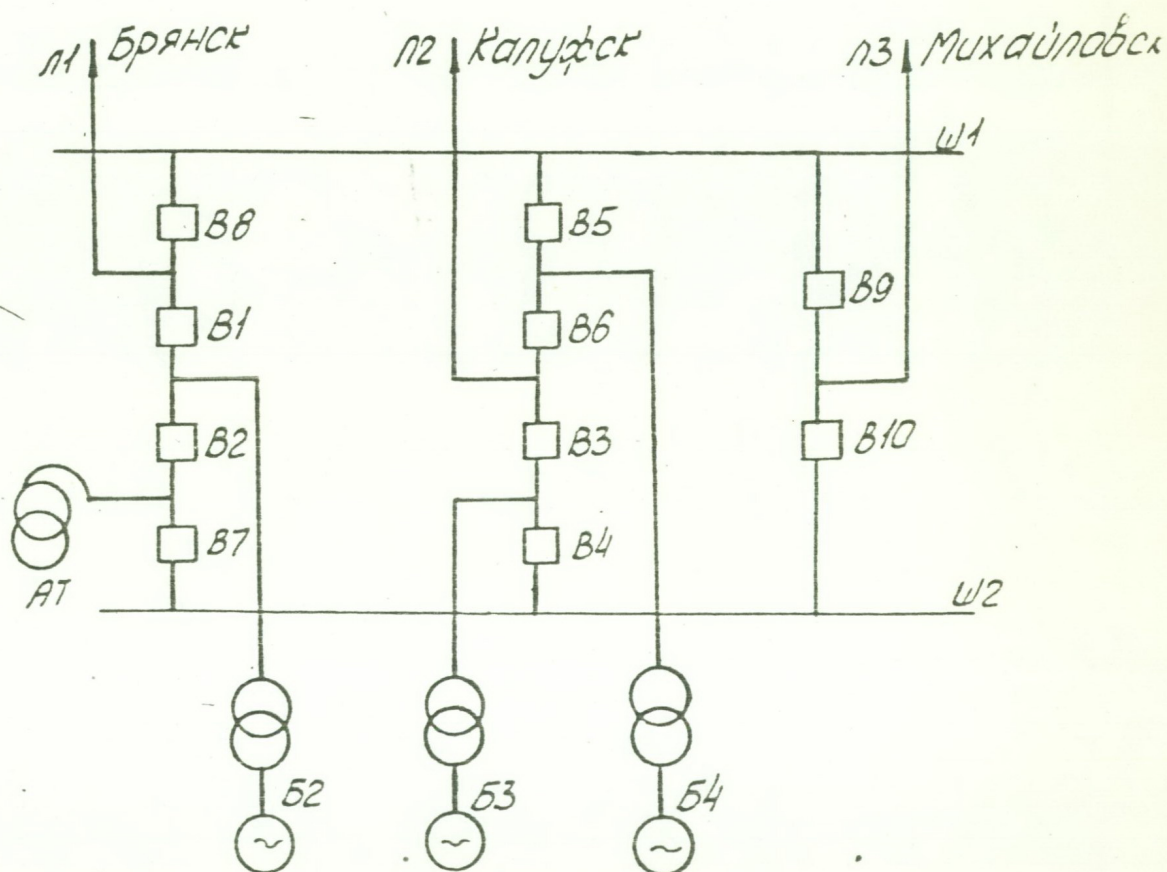 Л1 Брянск
Л2 Калужск
Л3 Михайловск
Ш1
В8
В5
В9
В1
В6
В2
В3
В10
В7
В4
АТ
Ш2
Б2
Б3
Б4